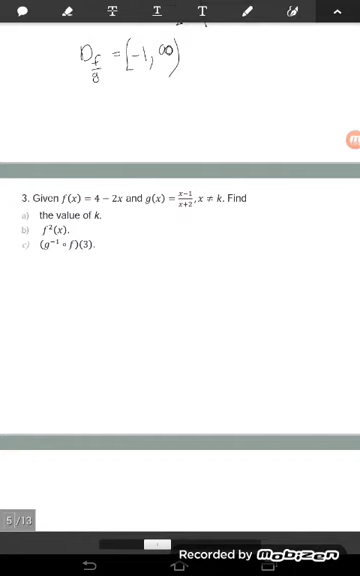 T T T
D f/g = [-1, ∞)
3. Given f(x) = 4 − 2x and g(x) = x−1/x+2, x ≠ k. Find
a) the value of k.
b) f²(x).
c) (g⁻¹ ∘ f)(3).
5 /13
Recorded by mobizen